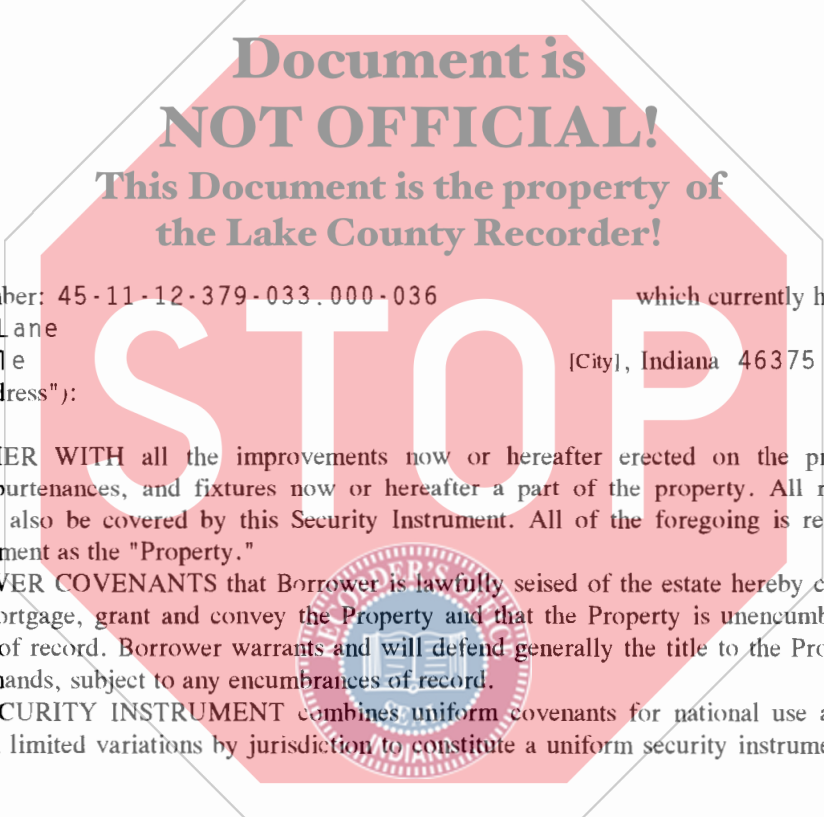 Document is
NOT OFFICIAL!
This Document is the property of
the Lake County Recorder!
ber: 45-11-12-379-033.000-036 which currently h
Lane
le [City], Indiana 46375
dress"):
STOP
ER WITH all the improvements now or hereafter erected on the pr
purtenances, and fixtures now or hereafter a part of the property. All r
also be covered by this Security Instrument. All of the foregoing is re
ment as the "Property."
VER COVENANTS that Borrower is lawfully seised of the estate hereby c
ortgage, grant and convey the Property and that the Property is unencumb
of record. Borrower warrants and will defend generally the title to the Pro
ands, subject to any encumbrances of record.
CURITY INSTRUMENT combines uniform covenants for national use a
limited variations by jurisdiction to constitute a uniform security instrume
RECORDER'S OFFICE
SEAL
INDIANA